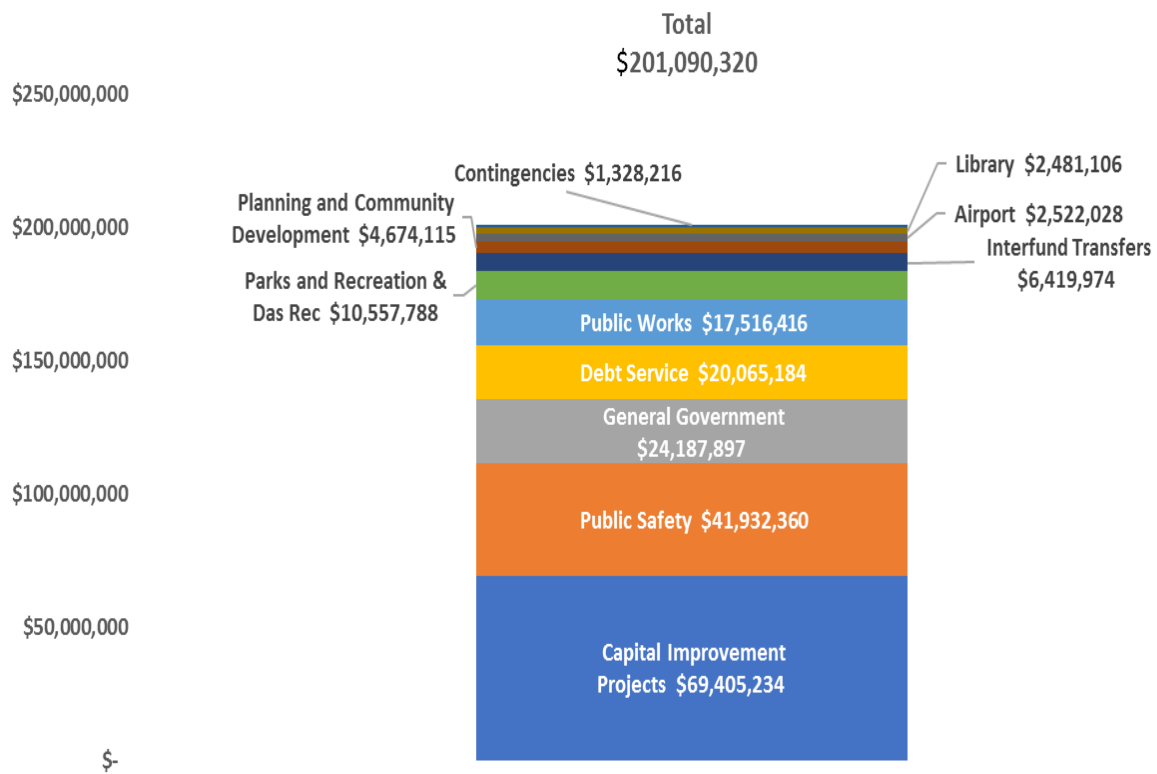 Total
$201,090,320
$250,000,000
Contingencies $1,328,216
Library $2,481,106
Planning and Community
Development $4,674,115
$200,000,000
Airport $2,522,028
Interfund Transfers
$6,419,974
Parks and Recreation &
Das Rec $10,557,788
Public Works $17,516,416
$150,000,000
Debt Service $20,065,184
General Government
$24,187,897
$100,000,000
Public Safety $41,932,360
$50,000,000
Capital Improvement
Projects $69,405,234
$-